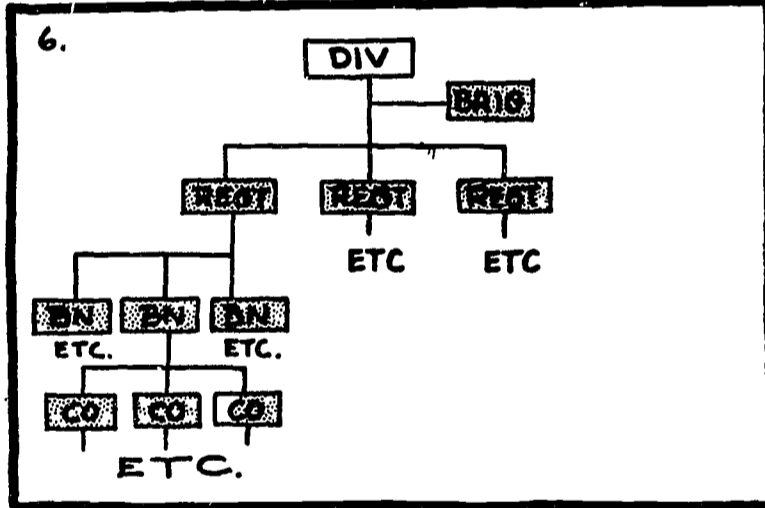 6.
DIV
BRIG
REGT REGT REGT
ETC ETC
BN BN BN
ETC. ETC.
CO CO CO
ETC.